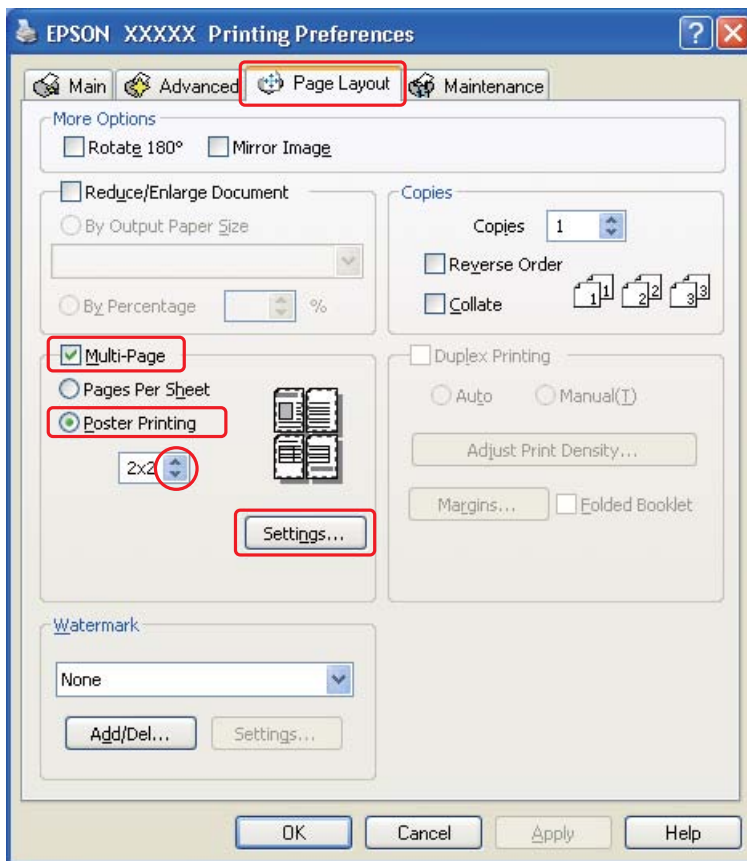 EPSON XXXXX Printing Preferences
Main
Advanced
Page Layout
Maintenance
More Options
Rotate 180°
Mirror Image
Reduce/Enlarge Document
By Output Paper Size
By Percentage
%
Copies
Copies 1
Reverse Order
Collate
1 1 2 2 3 3
Multi-Page
Pages Per Sheet
Poster Printing
2x2
Settings...
Duplex Printing
Auto
Manual(T)
Adjust Print Density...
Margins...
Folded Booklet
Watermark
None
Add/Del...
Settings...
OK
Cancel
Apply
Help